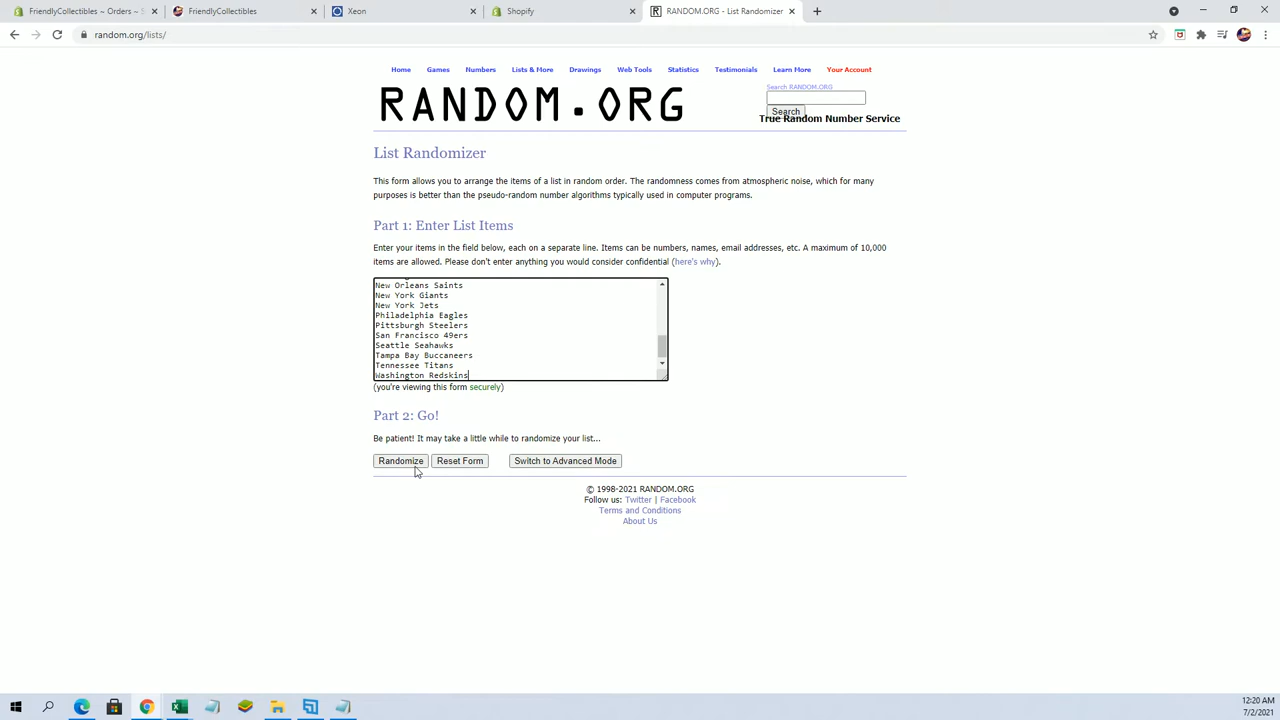 FriendlyCollectibles ~ Orders ~ S
FriendlyCollectibles
Xeon
Shopify
RANDOM.ORG - List Randomizer
random.org/lists/
Home Games Numbers Lists & More Drawings Web Tools Statistics Testimonials Learn More Your Account
Search RANDOM.ORG
RANDOM.ORG
Search
True Random Number Service
List Randomizer
This form allows you to arrange the items of a list in random order. The randomness comes from atmospheric noise, which for many
purposes is better than the pseudo-random number algorithms typically used in computer programs.
Part 1: Enter List Items
Enter your items in the field below, each on a separate line. Items can be numbers, names, email addresses, etc. A maximum of 10,000
items are allowed. Please don't enter anything you would consider confidential (here's why).
New Orleans Saints
New York Giants
New York Jets
Philadelphia Eagles
Pittsburgh Steelers
San Francisco 49ers
Seattle Seahawks
Tampa Bay Buccaneers
Tennessee Titans
Washington Redskins
(you're viewing this form securely)
Part 2: Go!
Be patient! It may take a little while to randomize your list...
Randomize Reset Form Switch to Advanced Mode
© 1998-2021 RANDOM.ORG
Follow us: Twitter | Facebook
Terms and Conditions
About Us
12:20 AM
7/2/2021